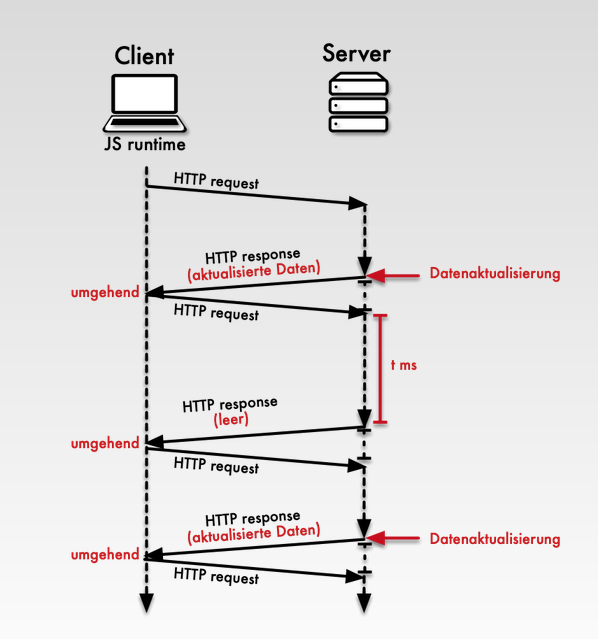 Client
Server
JS runtime
HTTP request
HTTP response
(aktualisierte Daten)
Datenaktualisierung
umgehend
HTTP request
t ms
HTTP response
(leer)
umgehend
HTTP request
HTTP response
(aktualisierte Daten)
Datenaktualisierung
umgehend
HTTP request